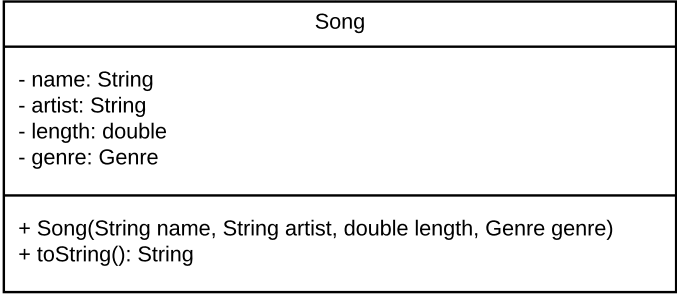 Song
- name: String
- artist: String
- length: double
- genre: Genre
+ Song(String name, String artist, double length, Genre genre)
+ toString(): String